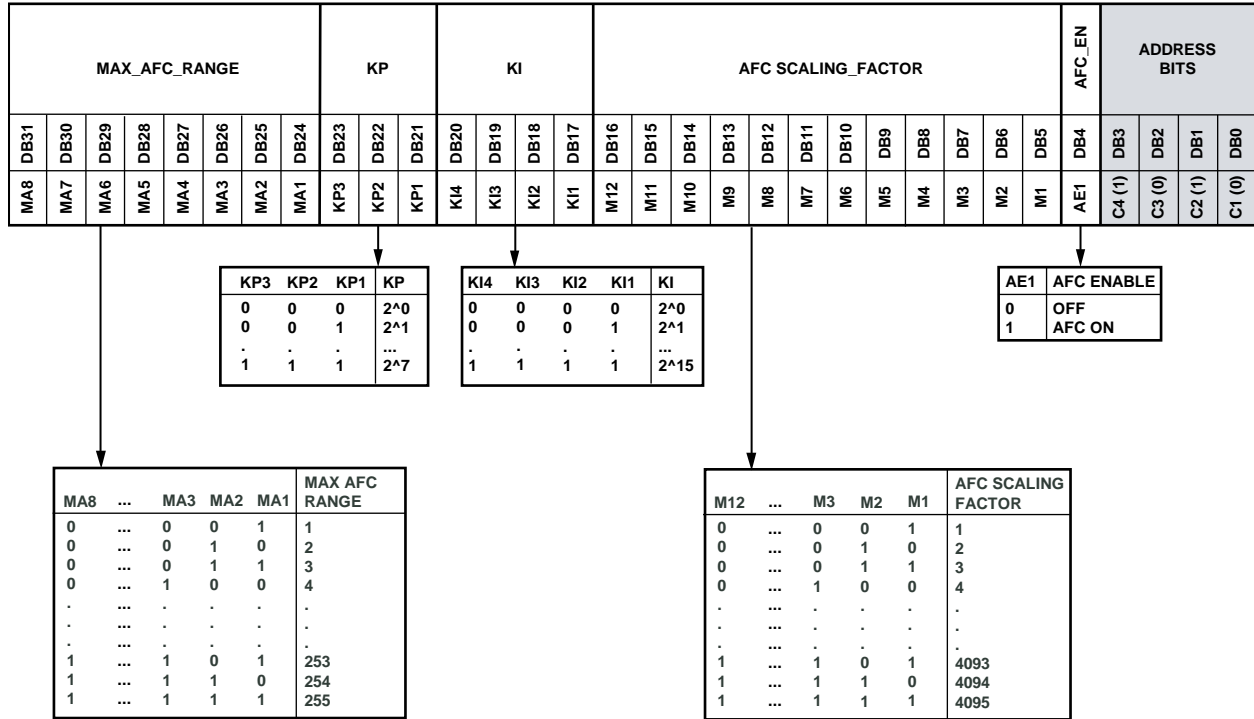 MAX_AFC_RANGE KP KI AFC SCALING_FACTOR AFC_EN ADDRESS BITS
DB31 DB30 DB29 DB28 DB27 DB26 DB25 DB24 DB23 DB22 DB21 DB20 DB19 DB18 DB17 DB16 DB15 DB14 DB13 DB12 DB11 DB10 DB9 DB8 DB7 DB6 DB5 DB4 DB3 DB2 DB1 DB0
MA8 MA7 MA6 MA5 MA4 MA3 MA2 MA1 KP3 KP2 KP1 KI4 KI3 KI2 KI1 M12 M11 M10 M9 M8 M7 M6 M5 M4 M3 M2 M1 AE1 C4 (1) C3 (0) C2 (1) C1 (0)
KP3 KP2 KP1 KP
0 0 0 2^0
0 0 1 2^1
. . . ...
1 1 1 2^7
KI4 KI3 KI2 KI1 KI
0 0 0 0 2^0
0 0 0 1 2^1
. . . . ...
1 1 1 1 2^15
AE1 AFC ENABLE
0 OFF
1 AFC ON
MA8 ... MA3 MA2 MA1 MAX AFC RANGE
0 ... 0 0 1 1
0 ... 0 1 0 2
0 ... 0 1 1 3
0 ... 1 0 0 4
. ... . . . .
. ... . . . .
. ... . . . .
1 ... 1 0 1 253
1 ... 1 1 0 254
1 ... 1 1 1 255
M12 ... M3 M2 M1 AFC SCALING FACTOR
0 ... 0 0 1 1
0 ... 0 1 0 2
0 ... 0 1 1 3
0 ... 1 0 0 4
. ... . . . .
. ... . . . .
. ... . . . .
1 ... 1 0 1 4093
1 ... 1 1 0 4094
1 ... 1 1 1 4095